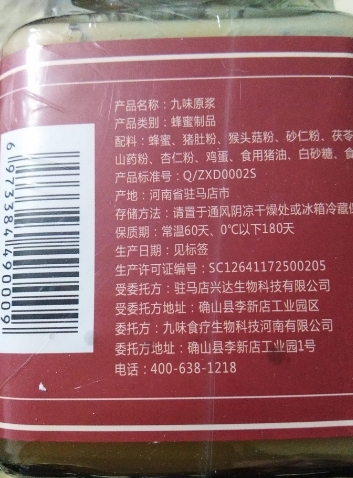 产品名称：九味原浆
产品类别：蜂蜜制品
配料：蜂蜜、猪肚粉、猴头菇粉、砂仁粉、茯苓
山药粉、杏仁粉、鸡蛋、食用猪油、白砂糖、食
产品标准号：Q/ZXD0002S
产地：河南省驻马店市
存储方法：请置于通风阴凉干燥处或冰箱冷藏
保质期：常温60天、0℃以下180天
生产日期：见标签
生产许可证编号：SC12641172500205
受委托方：驻马店兴达生物科技有限公司
受委托方地址：确山县李新店工业园区
委托方：九味食疗生物科技河南有限公司
委托方地址：确山县李新店工业园1号
电话：400-638-1218
6973384490009